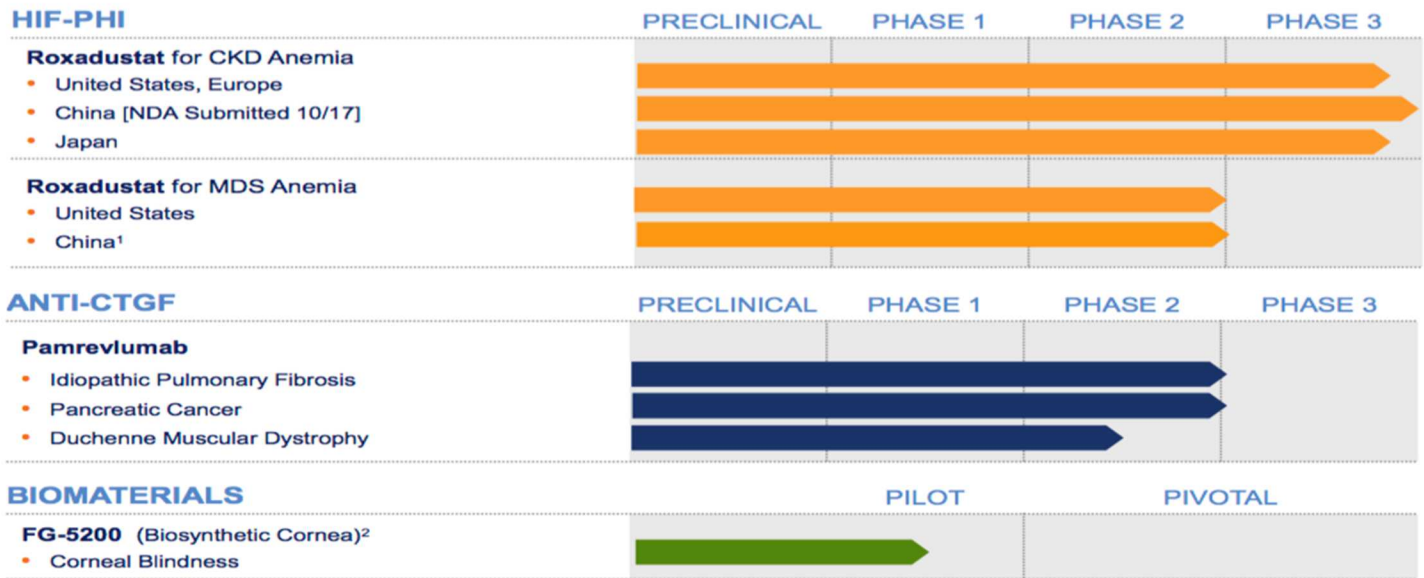 HIF-PHI PRECLINICAL PHASE 1 PHASE 2 PHASE 3
Roxadustat for CKD Anemia
• United States, Europe
• China [NDA Submitted 10/17]
• Japan
Roxadustat for MDS Anemia
• United States
• China¹
ANTI-CTGF PRECLINICAL PHASE 1 PHASE 2 PHASE 3
Pamrevlumab
• Idiopathic Pulmonary Fibrosis
• Pancreatic Cancer
• Duchenne Muscular Dystrophy
BIOMATERIALS PILOT PIVOTAL
FG-5200 (Biosynthetic Cornea)²
• Corneal Blindness